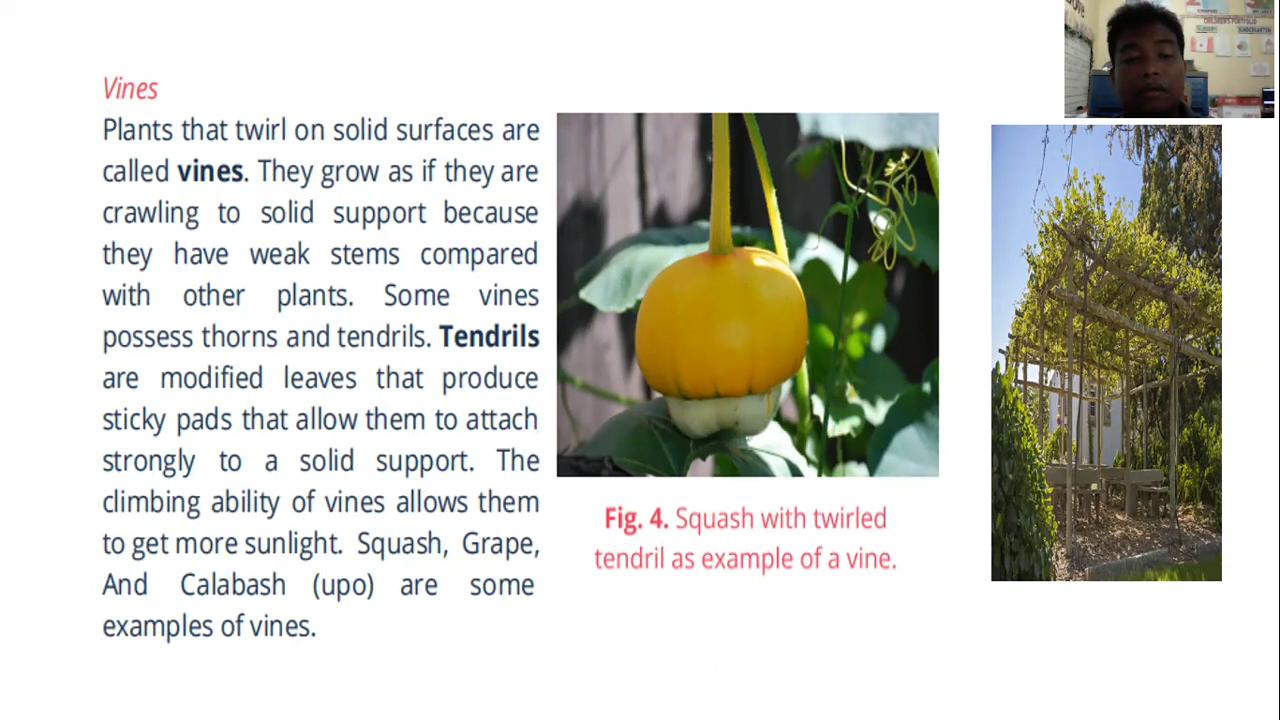 Vines
Plants that twirl on solid surfaces are
called vines. They grow as if they are
crawling to solid support because
they have weak stems compared
with other plants. Some vines
possess thorns and tendrils. Tendrils
are modified leaves that produce
sticky pads that allow them to attach
strongly to a solid support. The
climbing ability of vines allows them
to get more sunlight. Squash, Grape,
And Calabash (upo) are some
examples of vines.
Fig. 4. Squash with twirled
tendril as example of a vine.
CHILDREN'S PORTFOLIO
KINDERGARTEN